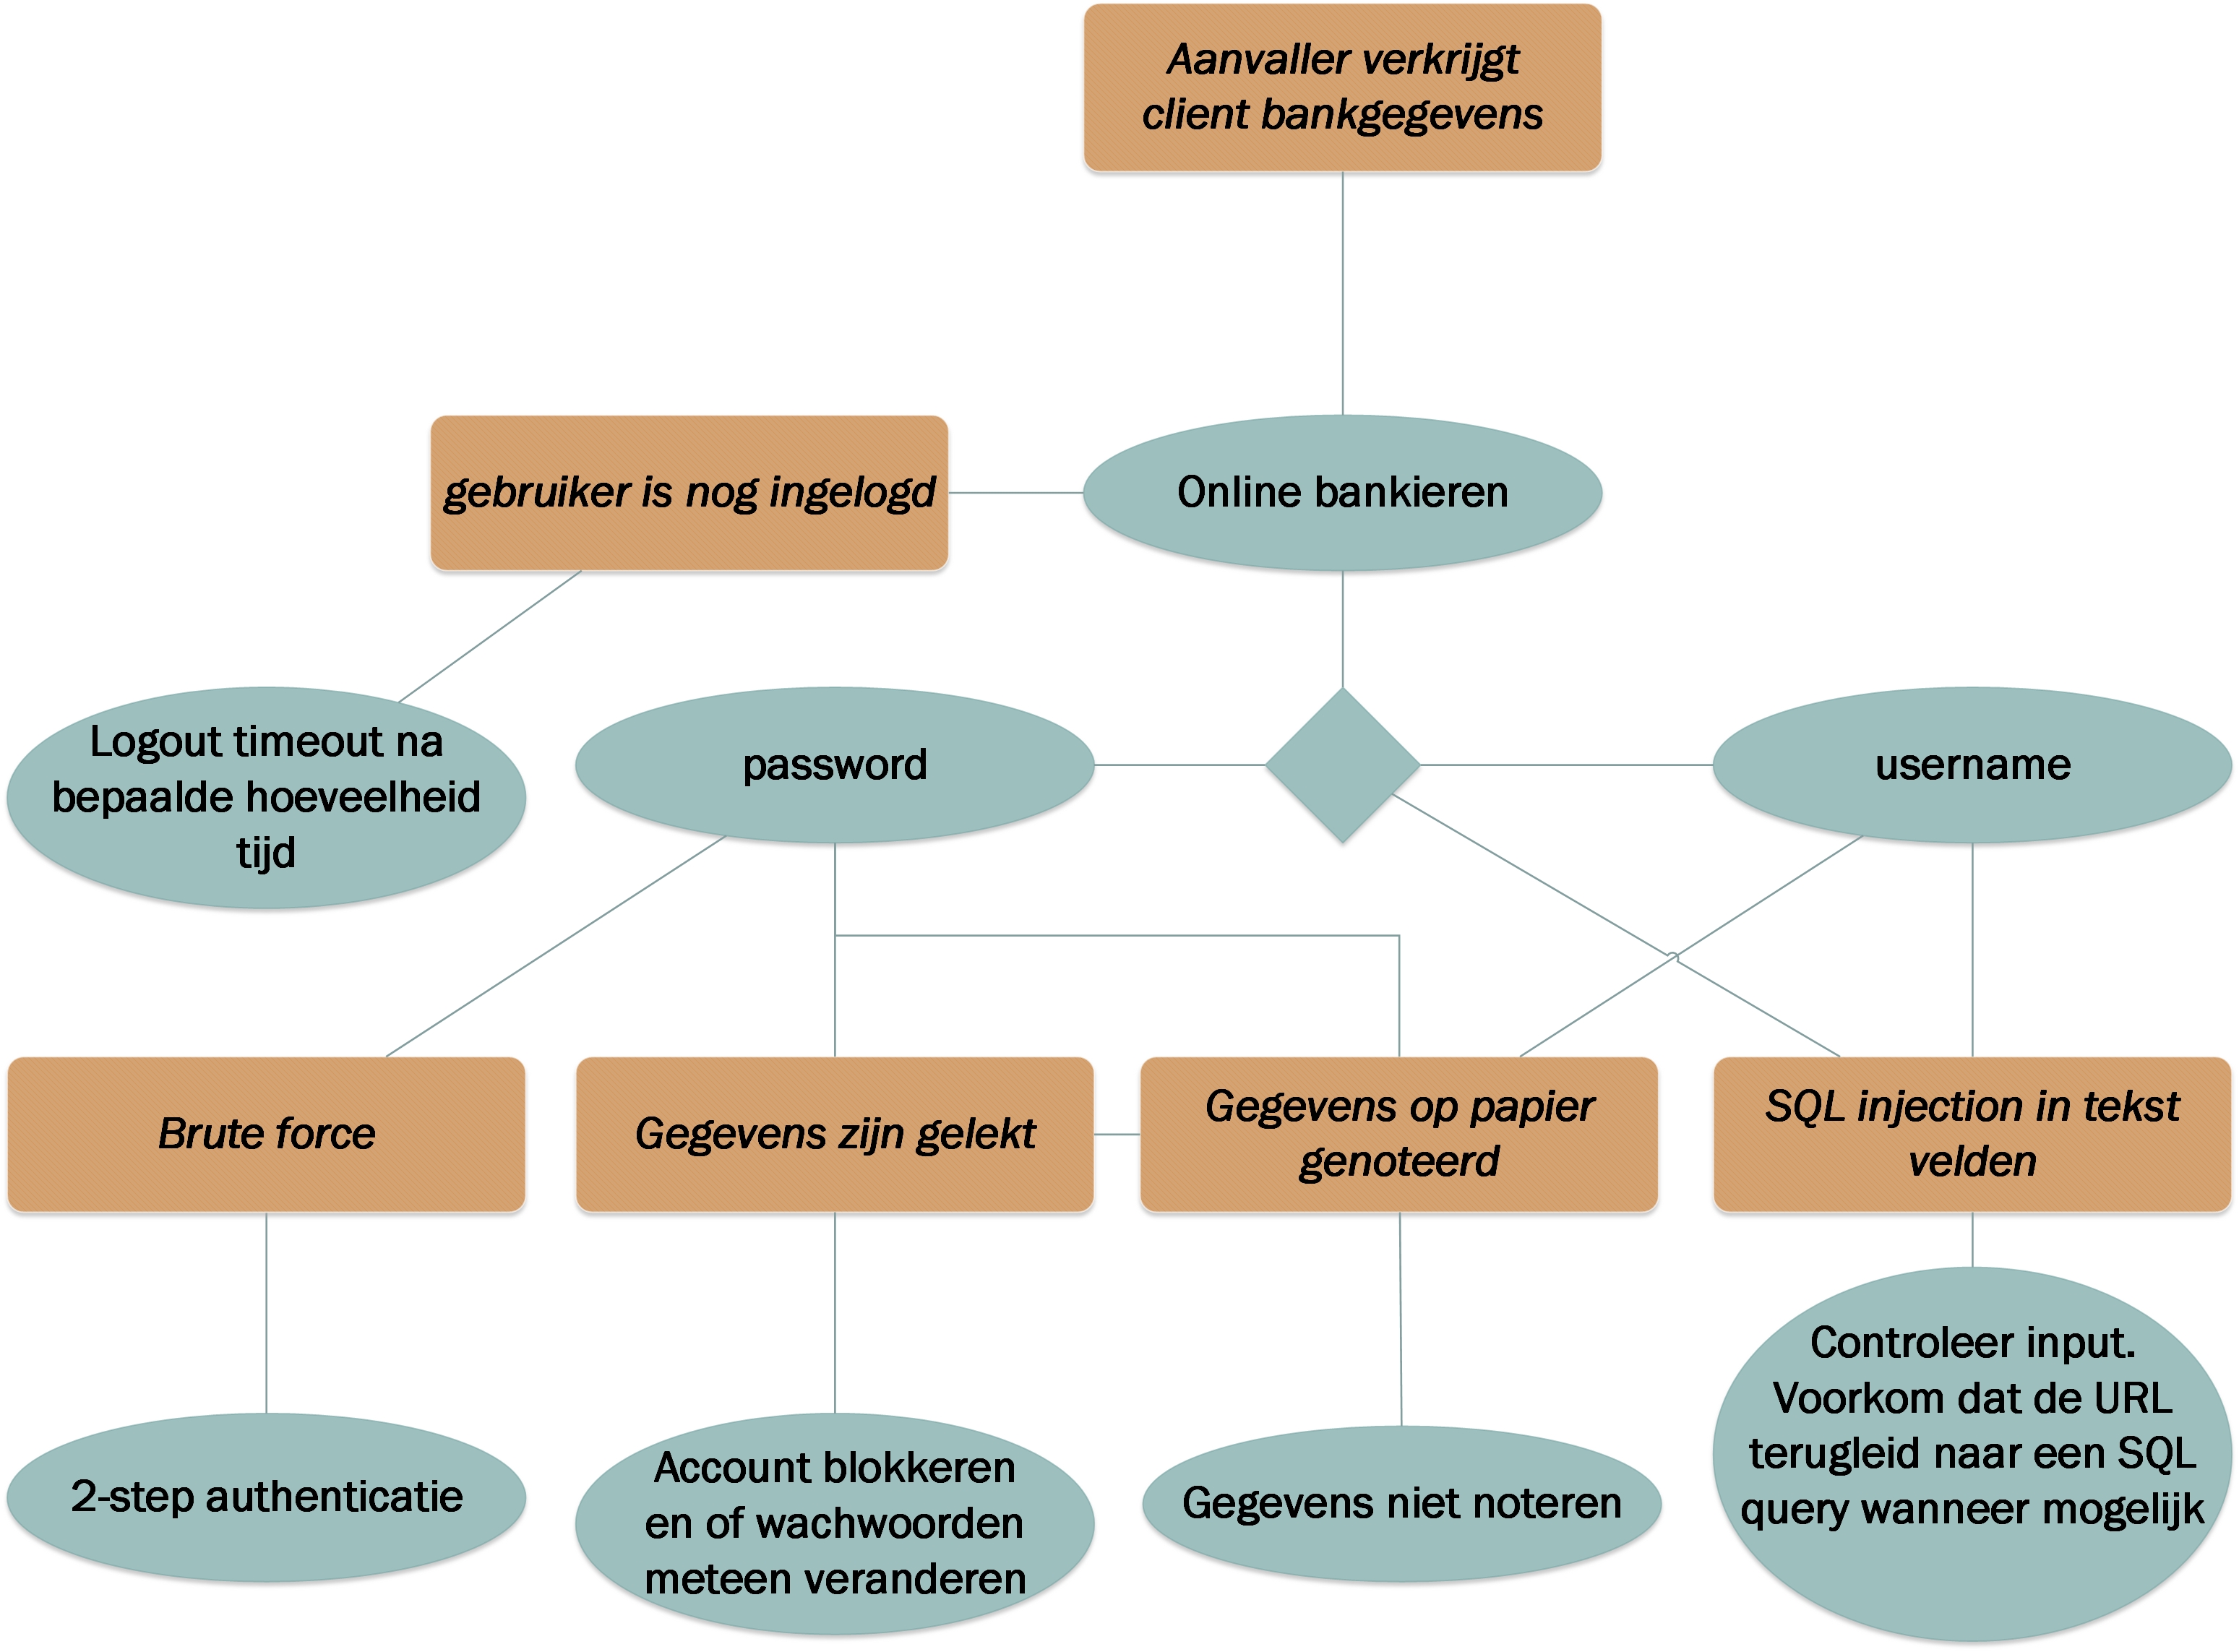 Aanvaller verkrijgt
client bankgegevens
gebruiker is nog ingelogd
Online bankieren
Logout timeout na
bepaalde hoeveelheid
tijd
password
username
Brute force
Gegevens zijn gelekt
Gegevens op papier
genoteerd
SQL injection in tekst
velden
2-step authenticatie
Account blokkeren
en of wachwoorden
meteen veranderen
Gegevens niet noteren
Controleer input.
Voorkom dat de URL
terugleid naar een SQL
query wanneer mogelijk